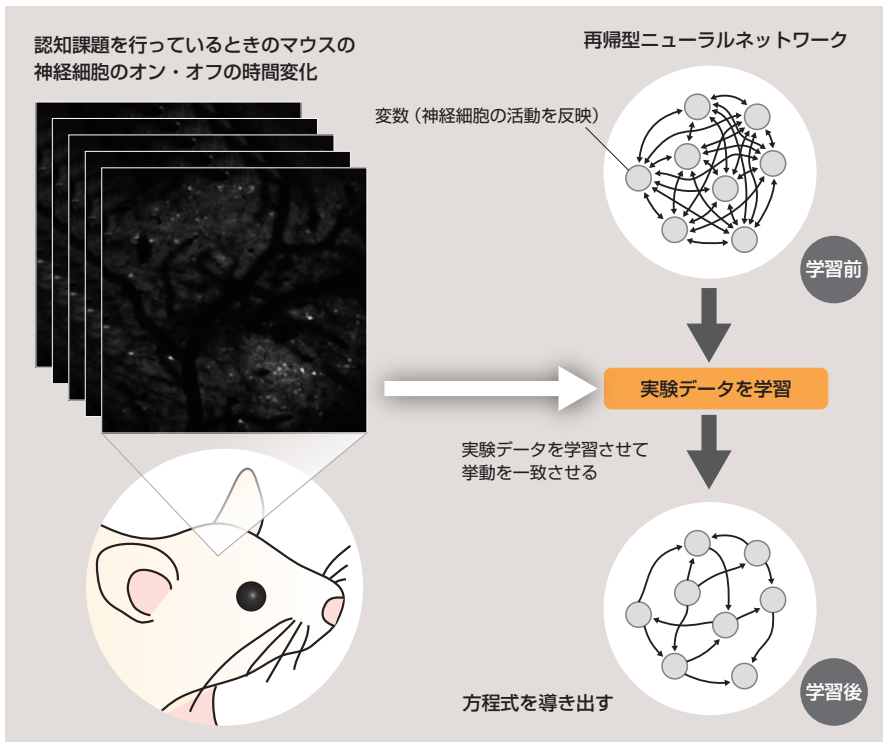 認知課題を行っているときのマウスの
神経細胞のオン・オフの時間変化
再帰型ニューラルネットワーク
変数（神経細胞の活動を反映）
学習前
実験データを学習
実験データを学習させて
挙動を一致させる
方程式を導き出す
学習後